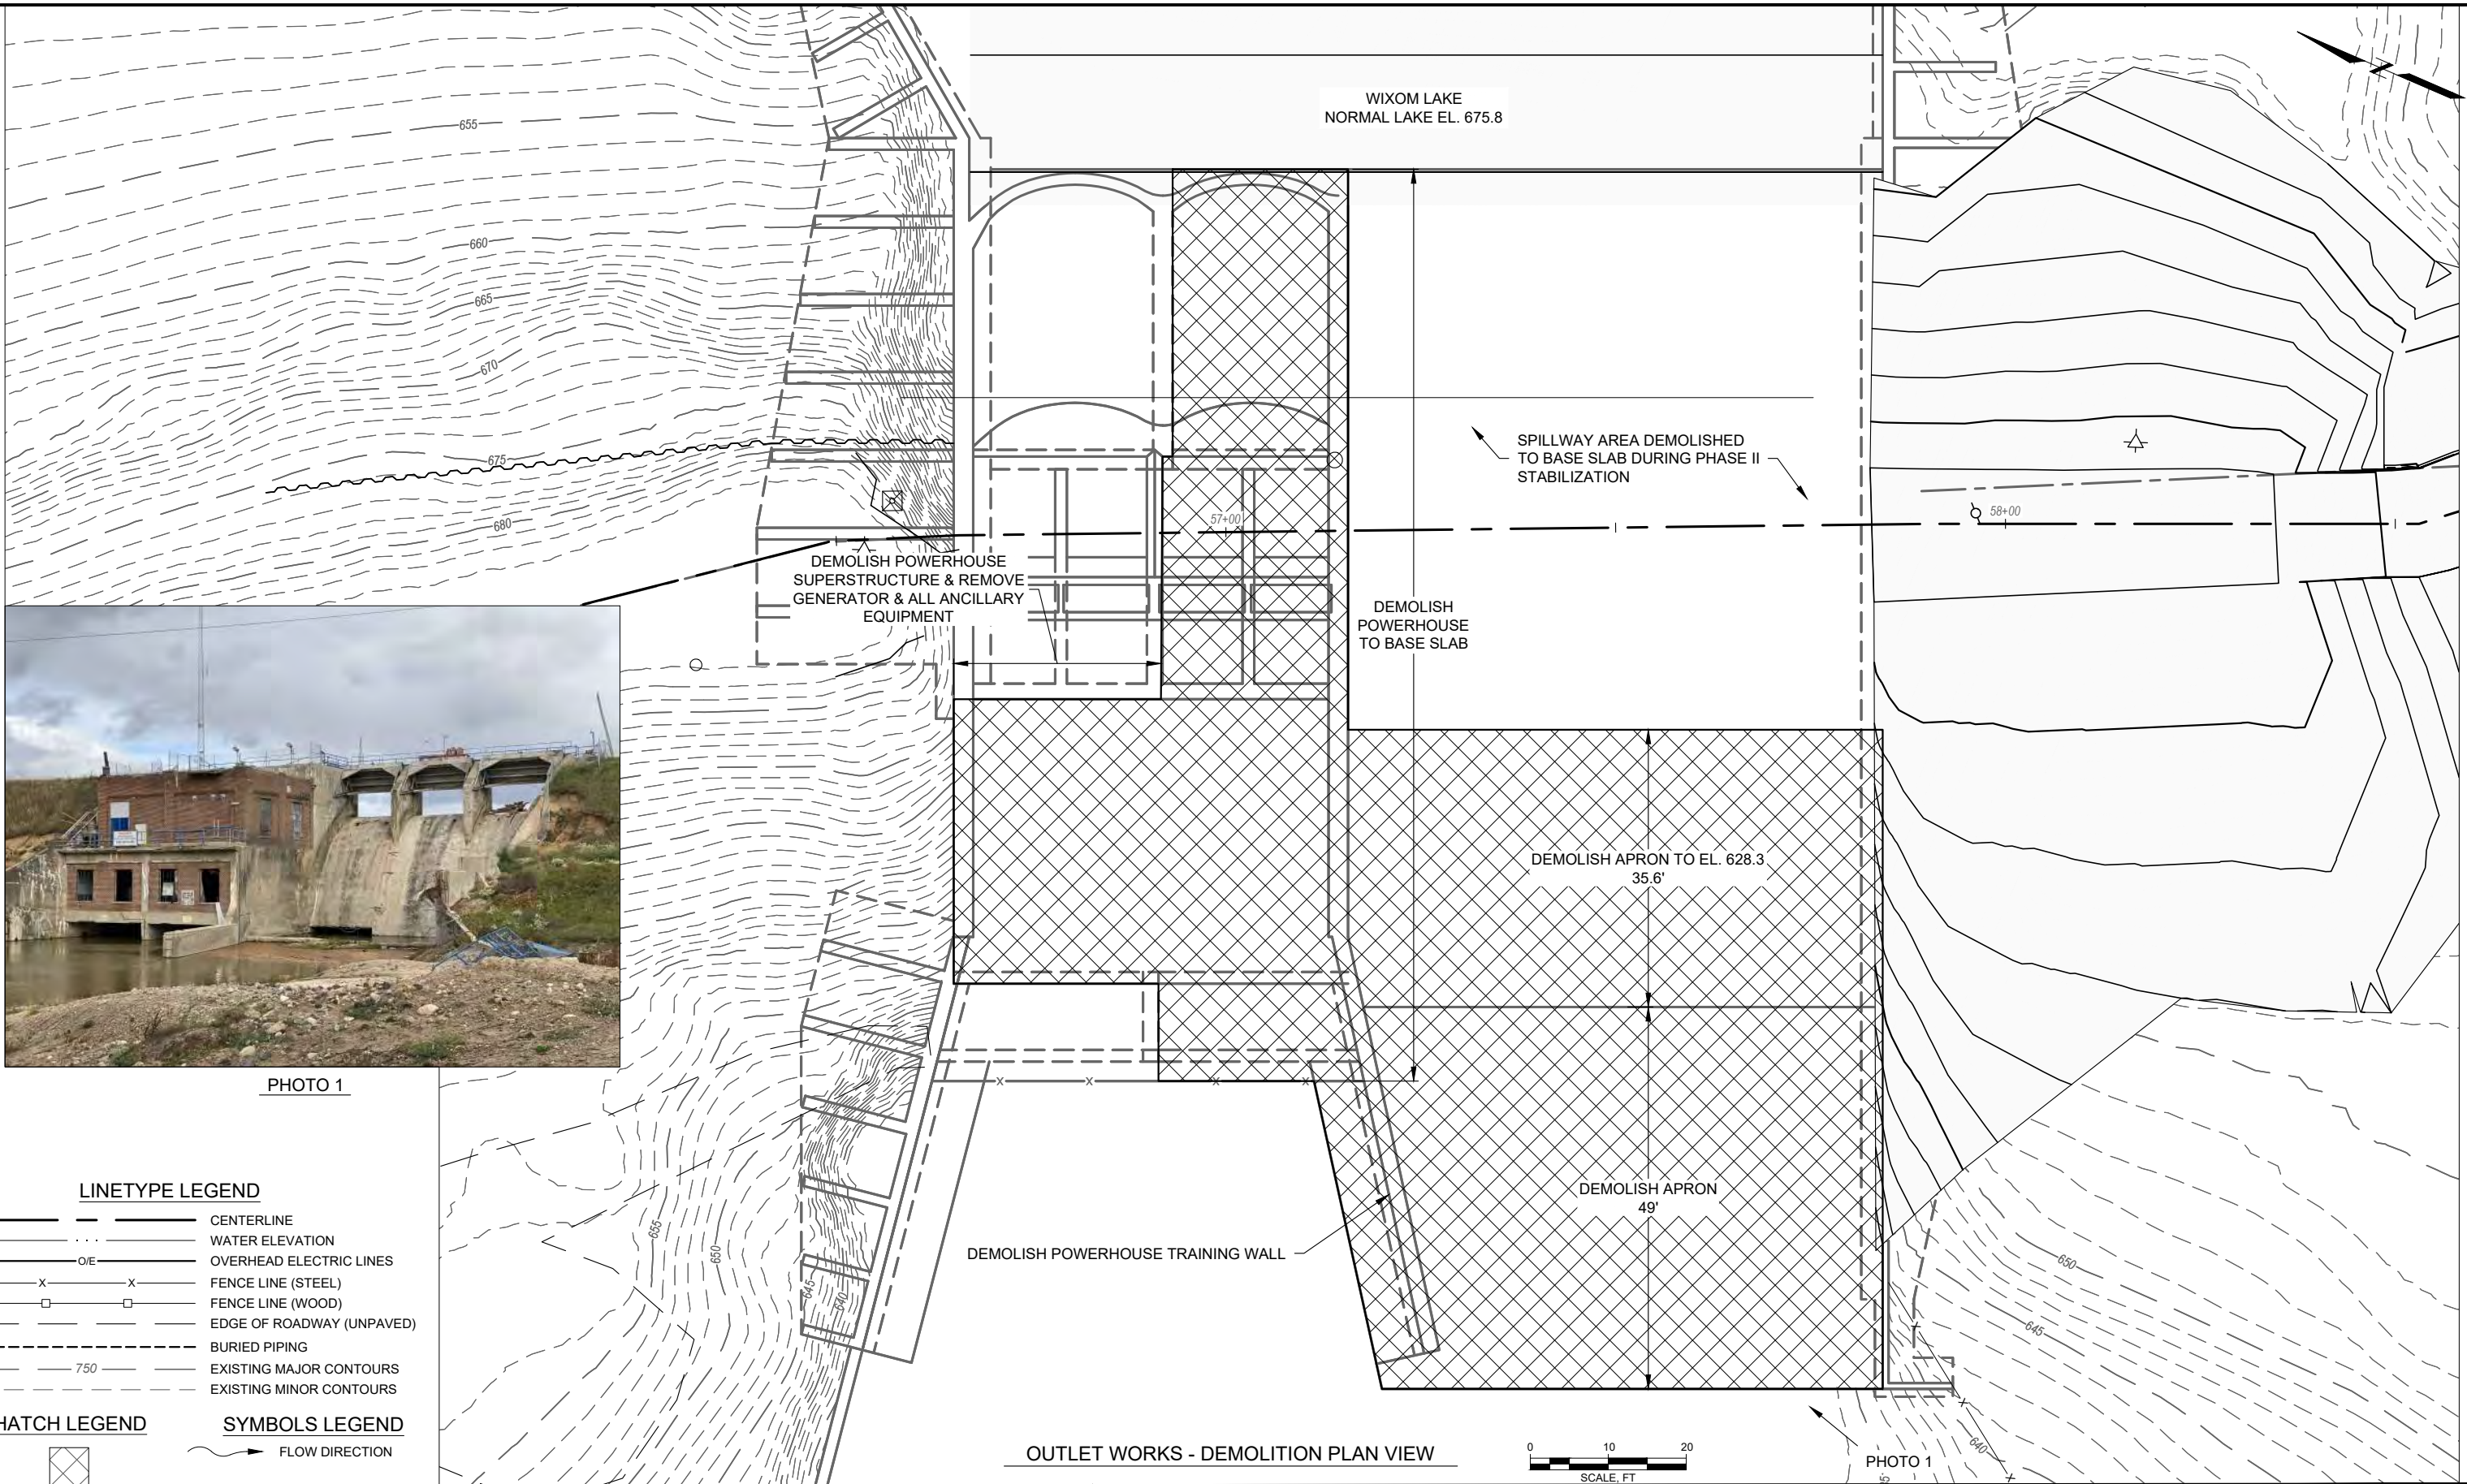 WIXOM LAKE
NORMAL LAKE EL. 675.8
655
660
665
670
675
680
SPILLWAY AREA DEMOLISHED
TO BASE SLAB DURING PHASE II
STABILIZATION
57+00
58+00
DEMOLISH POWERHOUSE
SUPERSTRUCTURE & REMOVE
GENERATOR & ALL ANCILLARY
EQUIPMENT
DEMOLISH
POWERHOUSE
TO BASE SLAB
DEMOLISH APRON TO EL. 628.3
35.6'
PHOTO 1
X X X X
DEMOLISH APRON
49'
DEMOLISH POWERHOUSE TRAINING WALL
655
650
645
640
650
645
640
LINETYPE LEGEND
CENTERLINE
WATER ELEVATION
O/E OVERHEAD ELECTRIC LINES
X X FENCE LINE (STEEL)
FENCE LINE (WOOD)
EDGE OF ROADWAY (UNPAVED)
BURIED PIPING
750 EXISTING MAJOR CONTOURS
EXISTING MINOR CONTOURS
HATCH LEGEND
SYMBOLS LEGEND
FLOW DIRECTION
OUTLET WORKS - DEMOLITION PLAN VIEW
0 10 20
SCALE, FT
PHOTO 1